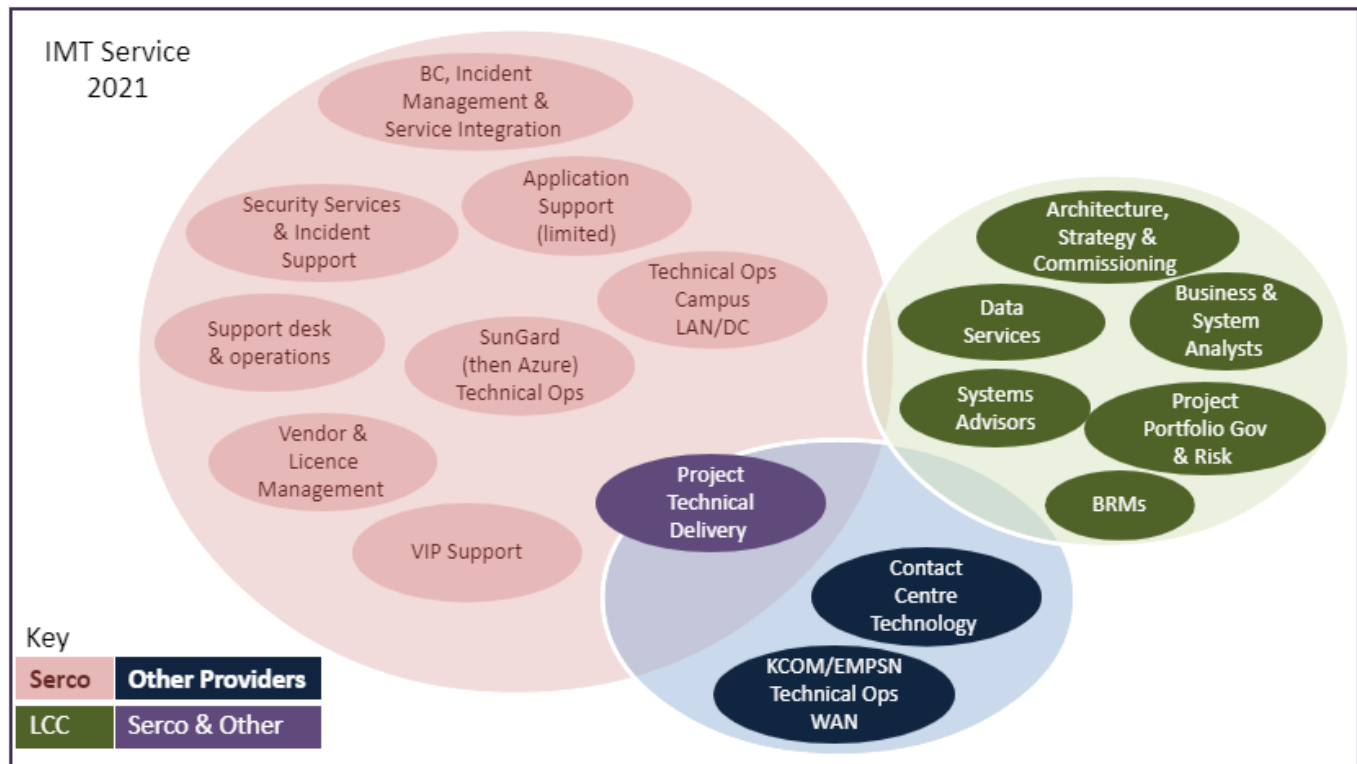 IMT Service
2021
BC, Incident
Management &
Service Integration
Application
Support
(limited)
Security Services
& Incident
Support
Technical Ops
Campus
LAN/DC
Support desk
& operations
SunGard
(then Azure)
Technical Ops
Vendor &
Licence
Management
VIP Support
Project
Technical
Delivery
Architecture,
Strategy &
Commissioning
Data
Services
Business &
System
Analysts
Systems
Advisors
Project
Portfolio Gov
& Risk
BRMs
Contact
Centre
Technology
KCOM/EMPSN
Technical Ops
WAN
Key
Serco
Other Providers
LCC
Serco & Other